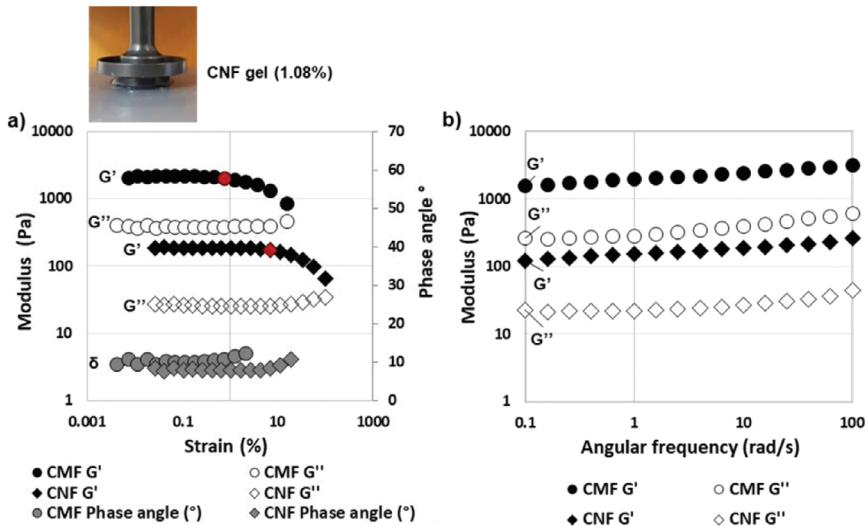 CNF gel (1.08%)
a)
b)
10000
1000
100
10
1
Modulus (Pa)
G'
G''
G'
G''
δ
70
60
50
40
30
20
10
0
Phase angle °
0.001
0.1
10
1000
Strain (%)
CMF G'
CMF G''
CNF G'
CNF G''
CMF Phase angle (°)
CNF Phase angle (°)
10000
1000
100
10
1
Modulus (Pa)
G'
G''
G'
G''
0.1
1
10
100
Angular frequency (rad/s)
CMF G'
CMF G''
CNF G'
CNF G''